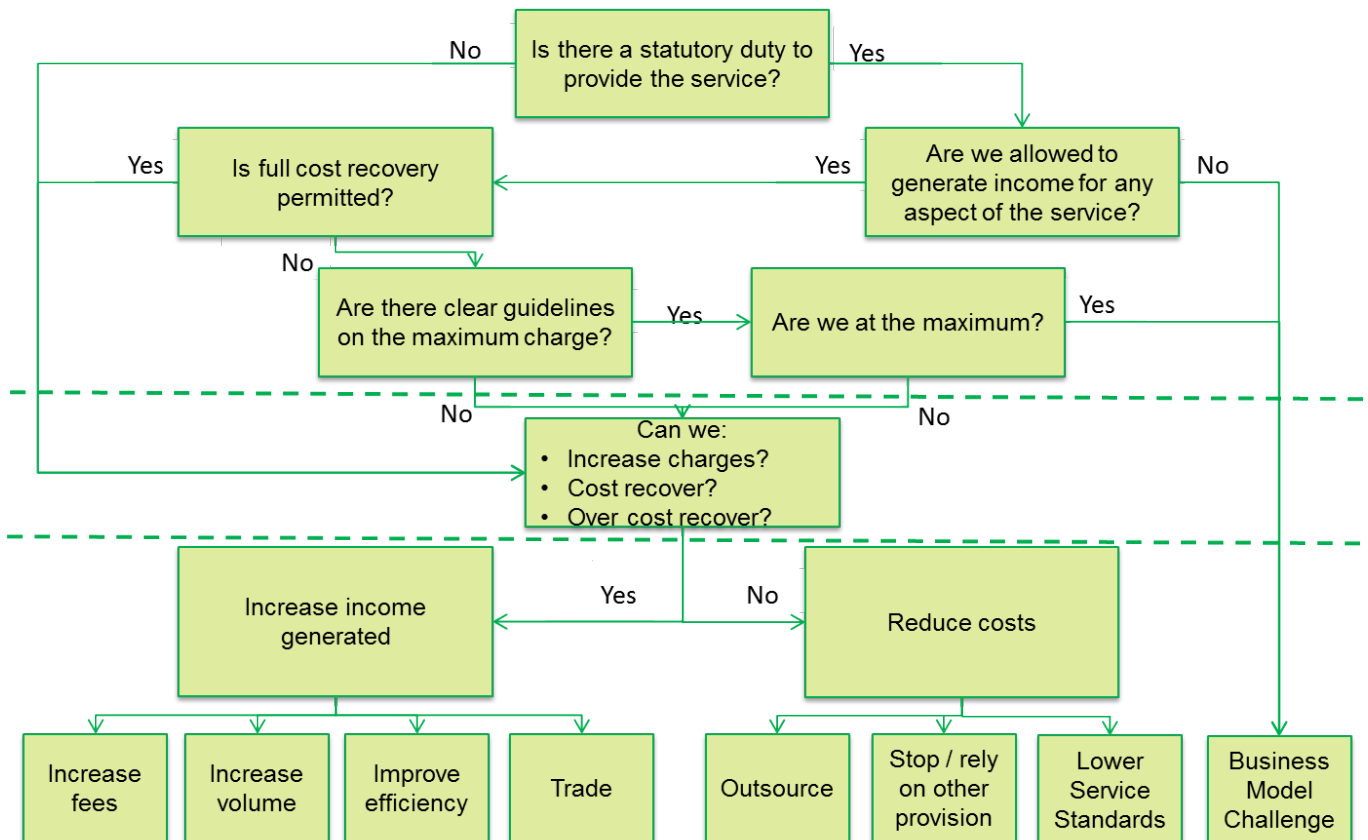 No
Is there a statutory duty to
provide the service?
Yes
Yes
Is full cost recovery
permitted?
Yes
Are we allowed to
generate income for any
aspect of the service?
No
No
Are there clear guidelines
on the maximum charge?
Yes
Are we at the maximum?
Yes
No
No
Can we:
• Increase charges?
• Cost recover?
• Over cost recover?
Increase income
generated
Yes
No
Reduce costs
Increase
fees
Increase
volume
Improve
efficiency
Trade
Outsource
Stop / rely
on other
provision
Lower
Service
Standards
Business
Model
Challenge